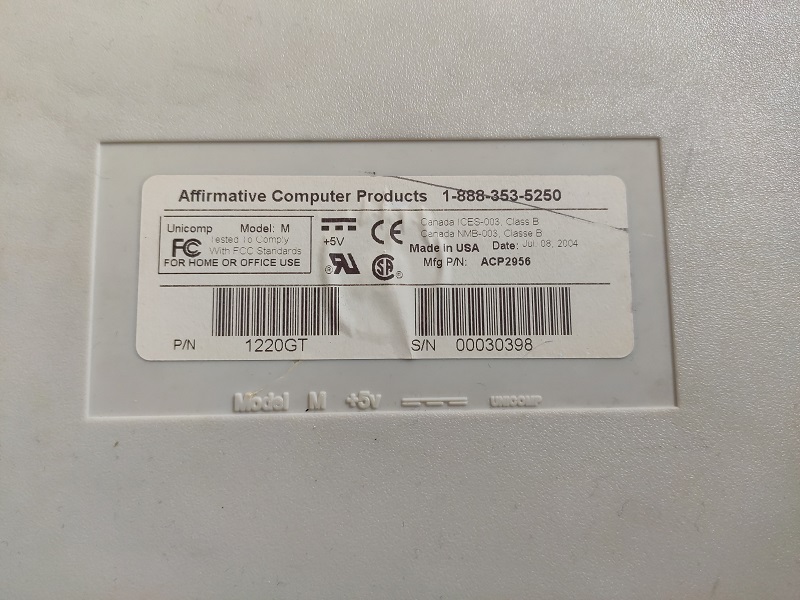 Affirmative Computer Products 1-888-353-5250
Unicomp Model: M
FC Tested To Comply
With FCC Standards
FOR HOME OR OFFICE USE
+5V
CE
Canada ICES-003, Class B
Canada NMB-003, Classe B
Made in USA Date: Jul. 08, 2004
Mfg P/N: ACP2956
P/N 1220GT
S/N 00030398
Model M +5v UNICOMP